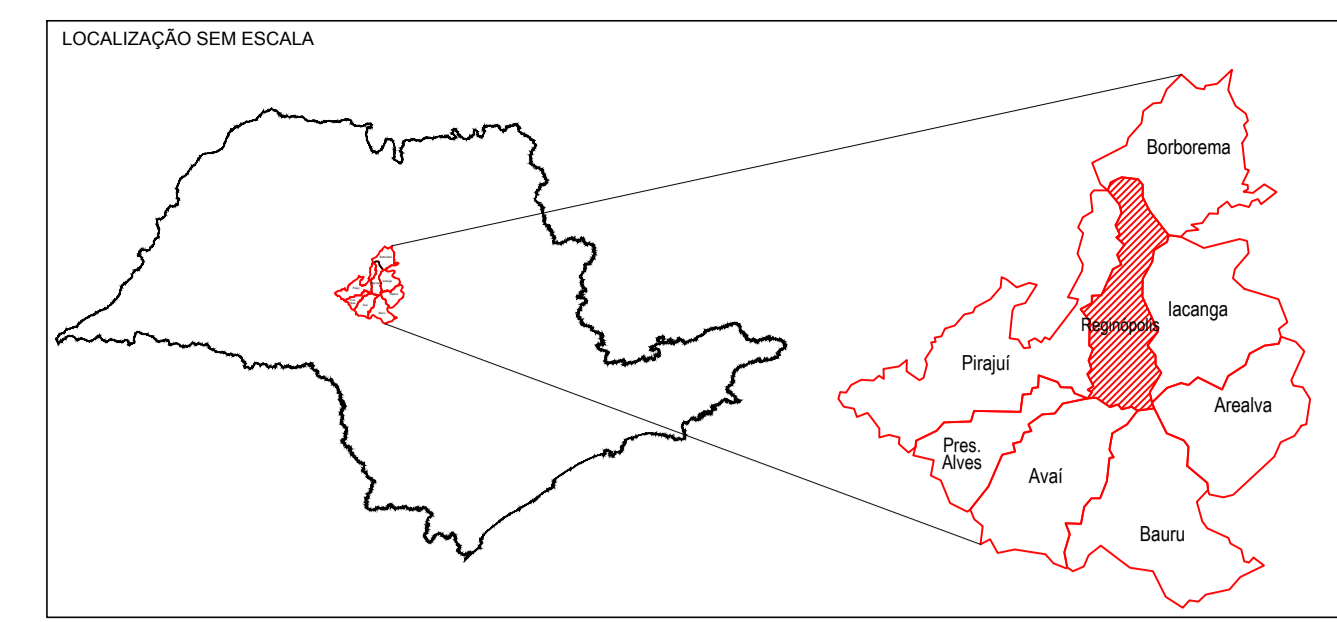 LOCALIZAÇÃO SEM ESCALA
Borborema
Iacanga
Reginópolis
Pirajuí
Arealva
Pres.
Alves
Avaí
Bauru